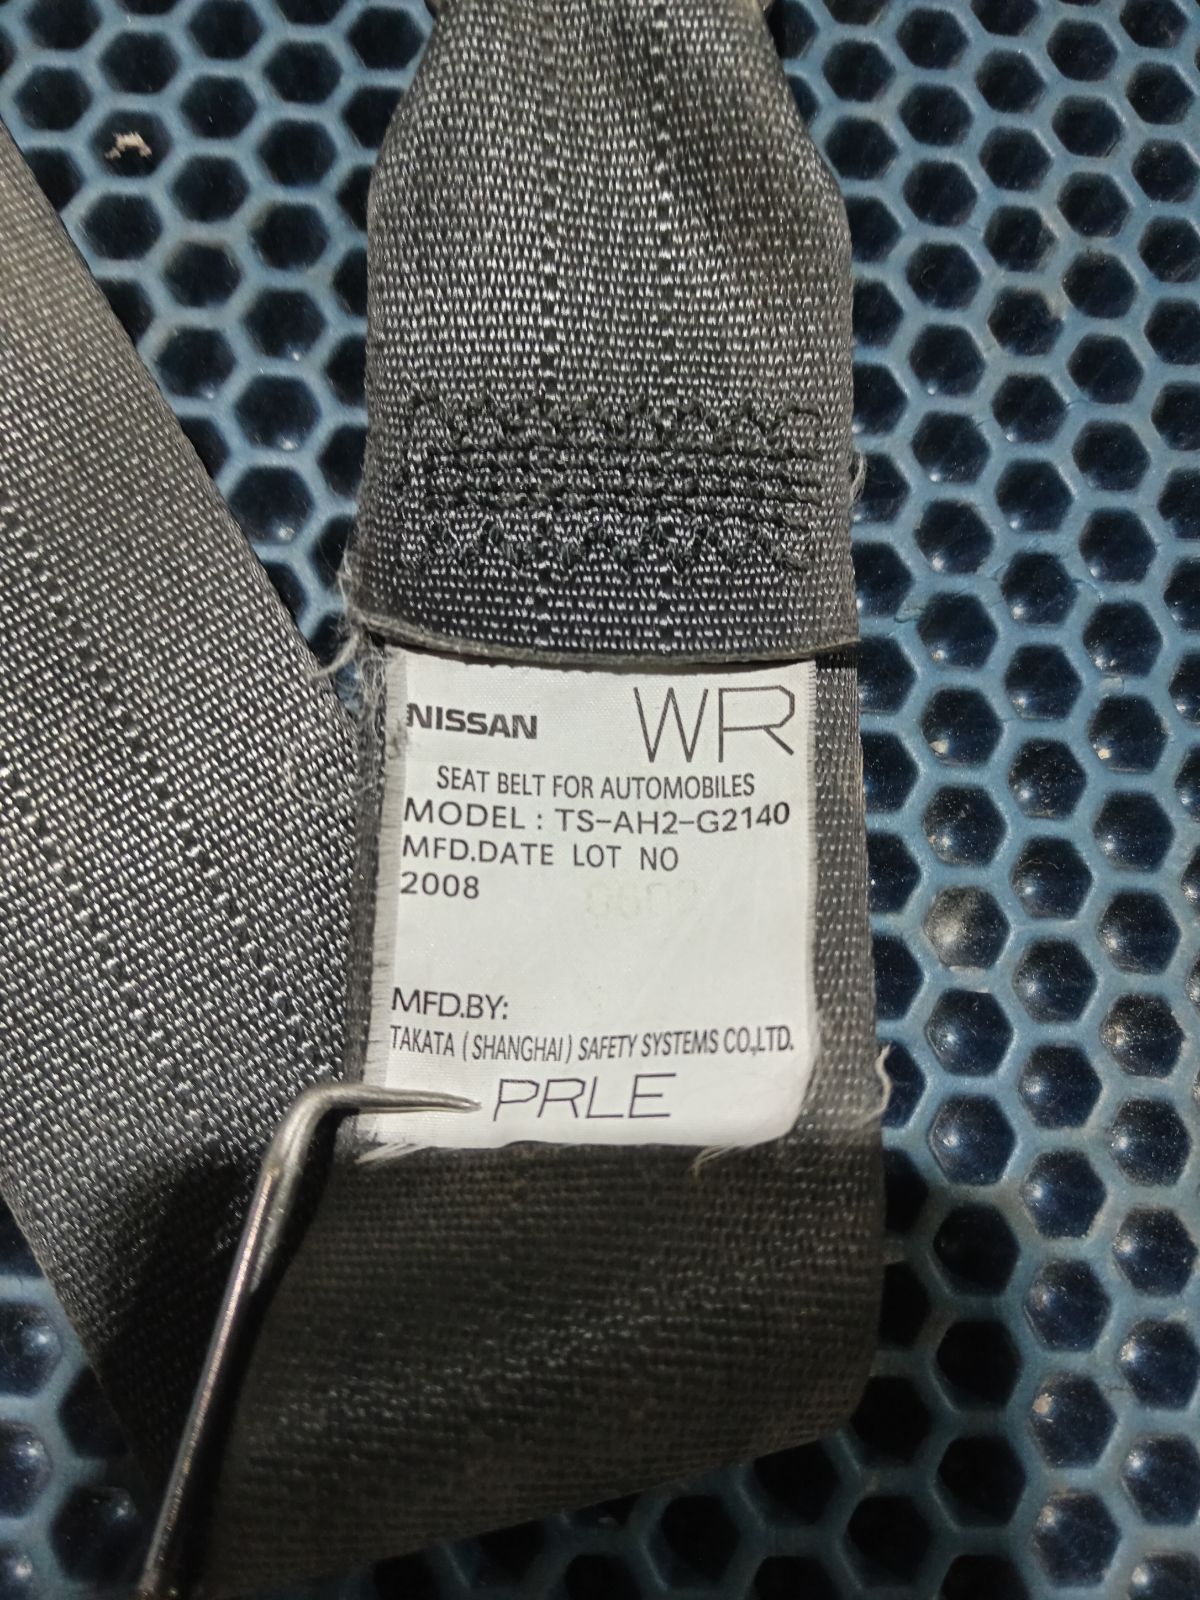 NISSAN WR
SEAT BELT FOR AUTOMOBILES
MODEL : TS-AH2-G2140
MFD.DATE LOT NO
2008
MFD.BY:
TAKATA (SHANGHAI) SAFETY SYSTEMS CO.,LTD.
PRLE